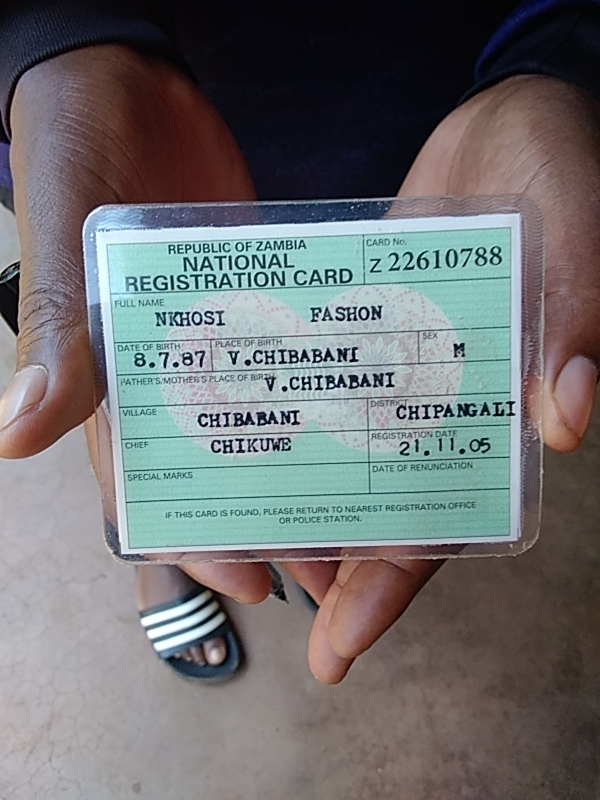 REPUBLIC OF ZAMBIA
NATIONAL
REGISTRATION CARD
CARD No.
Z 22610788
FULL NAME
NKHOSI FASHON
DATE OF BIRTH
8.7.87
PLACE OF BIRTH
V.CHIBABANI
SEX
M
FATHER'S/MOTHER'S PLACE OF BIRTH
V.CHIBABANI
VILLAGE
CHIBABANI
DISTRICT
CHIPANGALI
CHIEF
CHIKUWE
REGISTRATION DATE
21.11.05
SPECIAL MARKS
DATE OF RENUNCIATION
IF THIS CARD IS FOUND, PLEASE RETURN TO NEAREST REGISTRATION OFFICE
OR POLICE STATION.